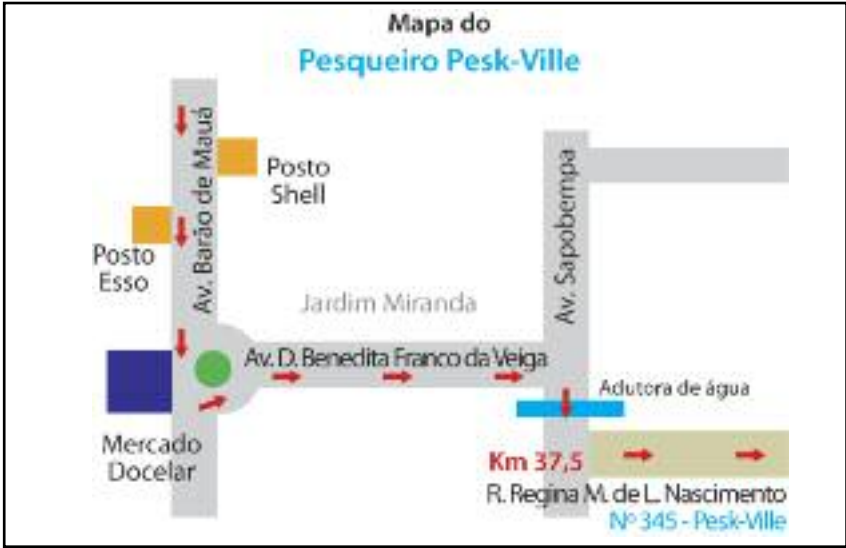 Mapa do
Pesqueiro Pesk-Ville
Av. Barão de Mauá
Posto
Shell
Posto
Esso
Av. Sapobempa
Jardim Miranda
Av. D. Benedita Franco da Veiga
Adutora de água
Mercado
Docelar
Km 37,5
R. Regina M. de L. Nascimento
Nº 345 - Pesk-Ville